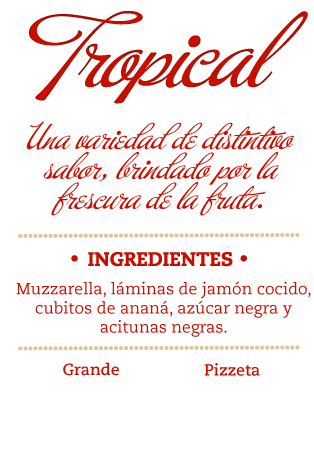 Tropical
Una variedad de distintivo
sabor, brindado por la
frescura de la fruta.
• INGREDIENTES •
Muzzarella, láminas de jamón cocido,
cubitos de ananá, azúcar negra y
acitunas negras.
Grande Pizzeta